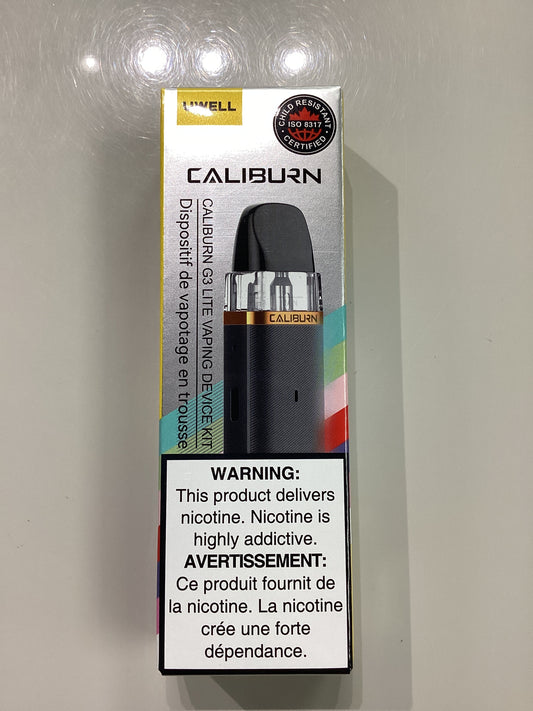 UWELL
CHILD RESISTANT
ISO 8317
CERTIFIED
CALIBURN
CALIBURN G3 LITE VAPING DEVICE KIT
Dispositif de vapotage en trousse
CALIBURN
WARNING:
This product delivers
nicotine. Nicotine is
highly addictive.
AVERTISSEMENT:
Ce produit fournit de
la nicotine. La nicotine
crée une forte
dépendance.